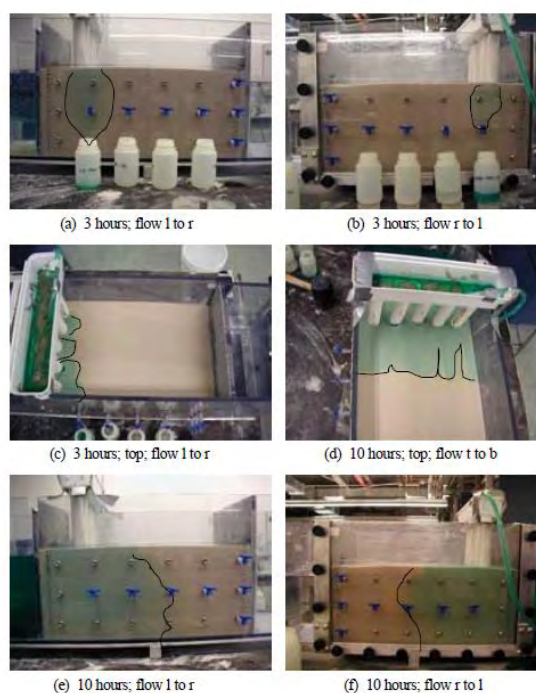 (a) 3 hours; flow l to r
(b) 3 hours; flow r to l
(c) 3 hours; top; flow l to r
(d) 10 hours; top; flow t to b
(e) 10 hours; flow l to r
(f) 10 hours; flow r to l